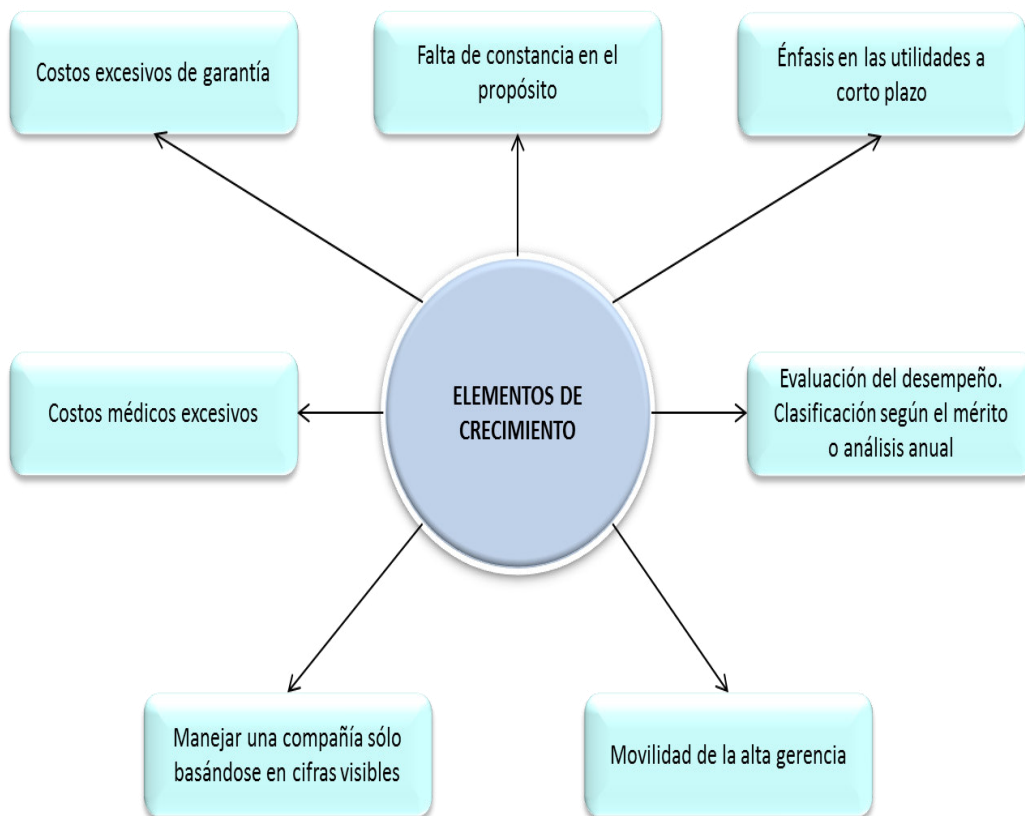 Costos excesivos de garantía
Falta de constancia en el
propósito
Énfasis en las utilidades a
corto plazo
Costos médicos excesivos
ELEMENTOS DE
CRECIMIENTO
Evaluación del desempeño.
Clasificación según el mérito
o análisis anual
Manejar una compañía sólo
basándose en cifras visibles
Movilidad de la alta gerencia